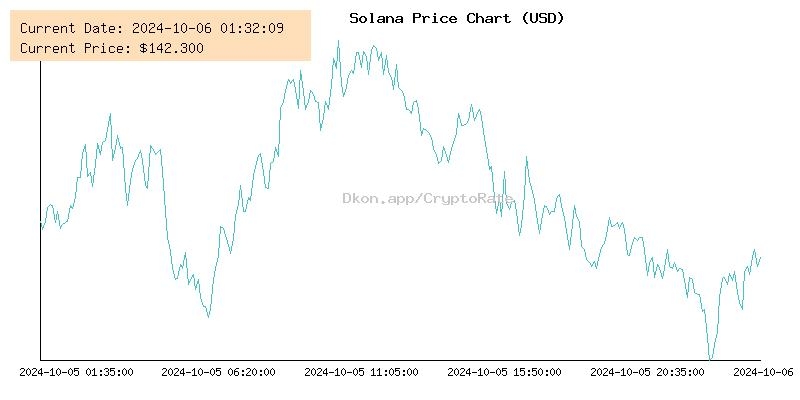 Solana Price Chart (USD)
Current Date: 2024-10-06 01:32:09
Current Price: $142.300
Dkon.app/CryptoRate
2024-10-05 01:35:00 2024-10-05 06:20:00 2024-10-05 11:05:00 2024-10-05 15:50:00 2024-10-05 20:35:00 2024-10-06